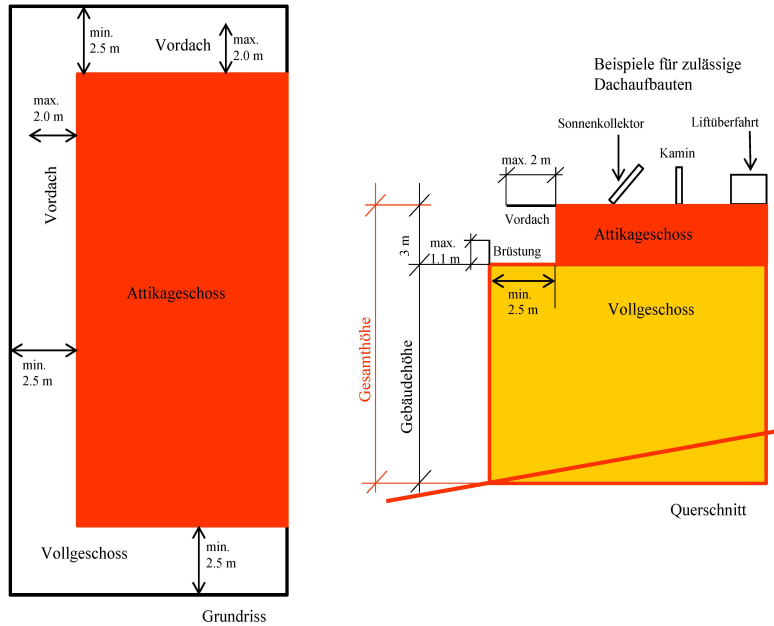 min.
2.5 m
Vordach
max.
2.0 m
max.
2.0 m
Vordach
Attikageschoss
min.
2.5 m
Vollgeschoss
min.
2.5 m
Grundriss
Beispiele für zulässige
Dachaufbauten
Sonnenkollektor
Liftüberfahrt
Kamin
max. 2 m
Vordach
Attikageschoss
3 m
max.
1.1 m
Brüstung
min.
2.5 m
Vollgeschoss
Gesamthöhe
Gebäudehöhe
Querschnitt